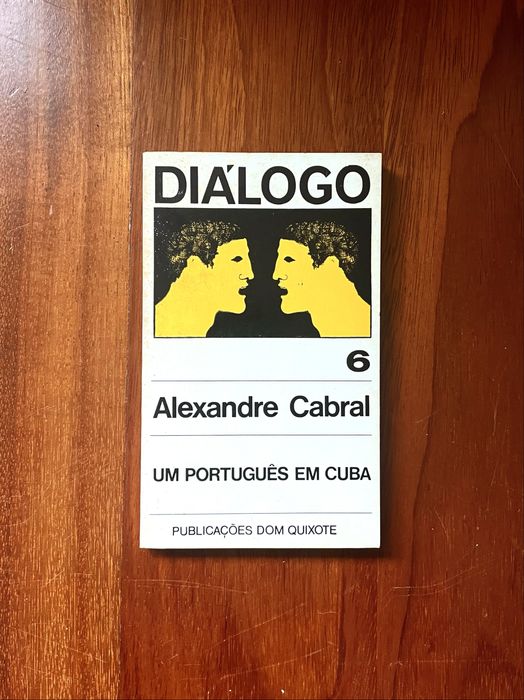 DIÁLOGO
6
Alexandre Cabral
UM PORTUGUÊS EM CUBA
PUBLICAÇÕES DOM QUIXOTE